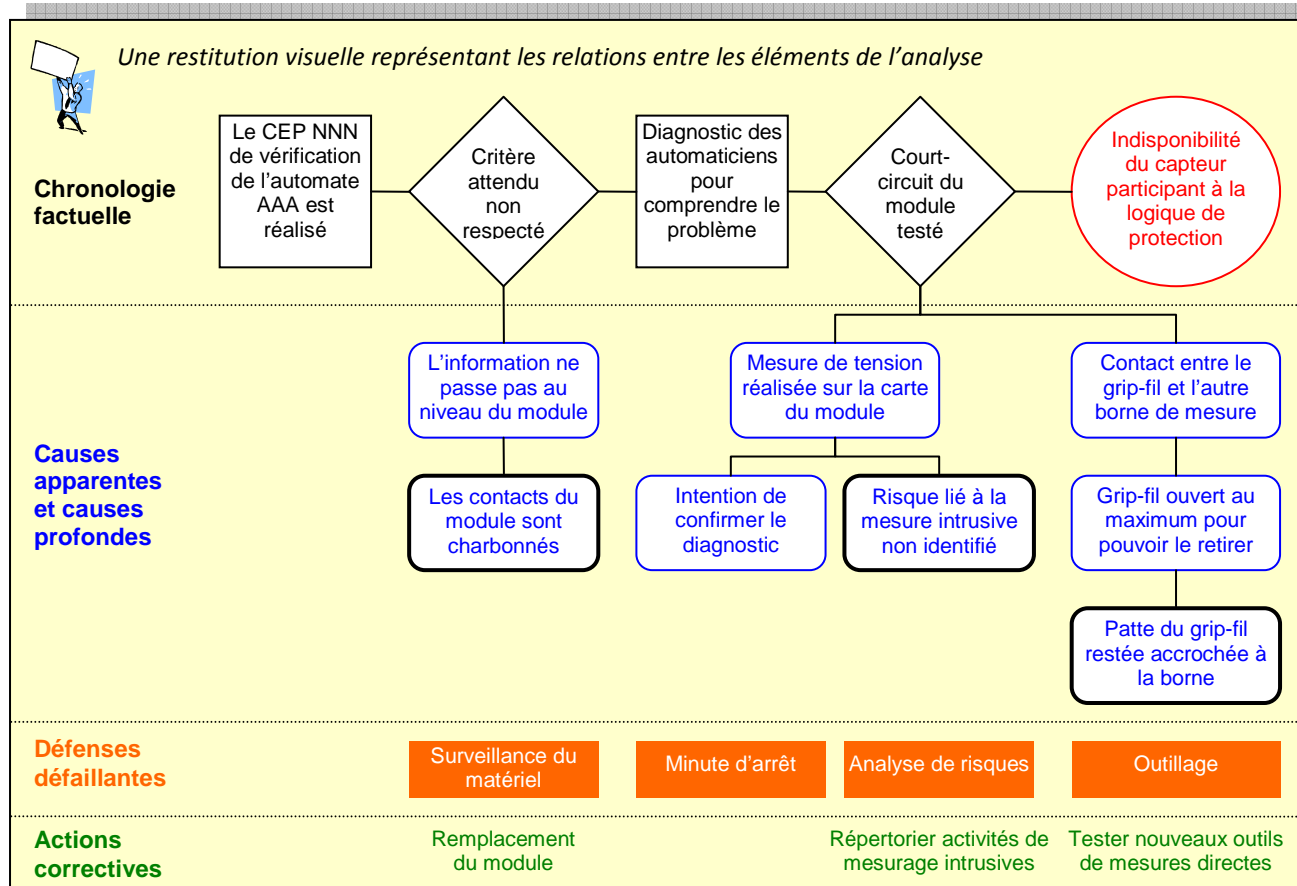 Une restitution visuelle représentant les relations entre les éléments de l'analyse
Chronologie
factuelle
Le CEP NNN
de vérification
de l'automate
AAA est
réalisé
Critère
attendu
non
respecté
Diagnostic des
automaticiens
pour
comprendre le
problème
Court-
circuit du
module
testé
Indisponibilité
du capteur
participant à la
logique de
protection
Causes
apparentes
et causes
profondes
L'information ne
passe pas au
niveau du module
Mesure de tension
réalisée sur la carte
du module
Contact entre le
grip-fil et l'autre
borne de mesure
Les contacts du
module sont
charbonnés
Intention de
confirmer le
diagnostic
Risque lié à la
mesure intrusive
non identifié
Grip-fil ouvert au
maximum pour
pouvoir le retirer
Patte du grip-fil
restée accrochée à
la borne
Défenses
défaillantes
Surveillance du
matériel
Minute d'arrêt
Analyse de risques
Outillage
Actions
correctives
Remplacement
du module
Répertorier activités de
mesurage intrusives
Tester nouveaux outils
de mesures directes